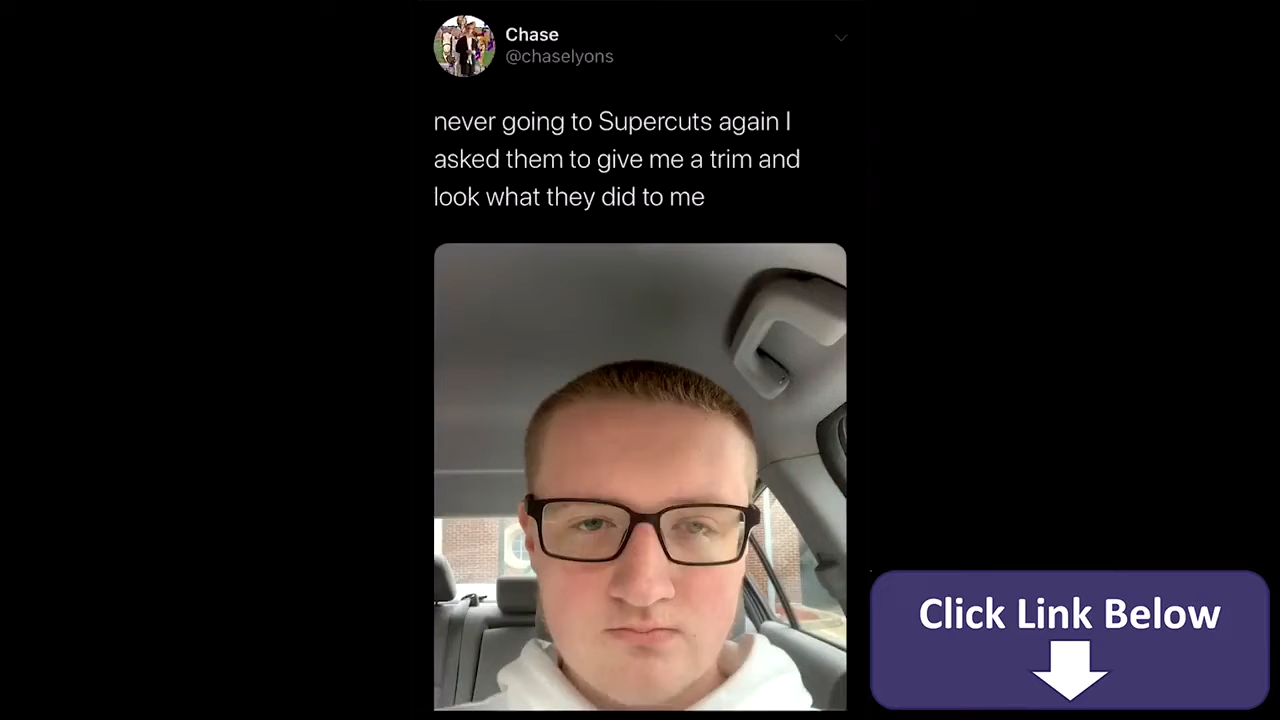 Chase
@chaselyons
never going to Supercuts again I
asked them to give me a trim and
look what they did to me
Click Link Below